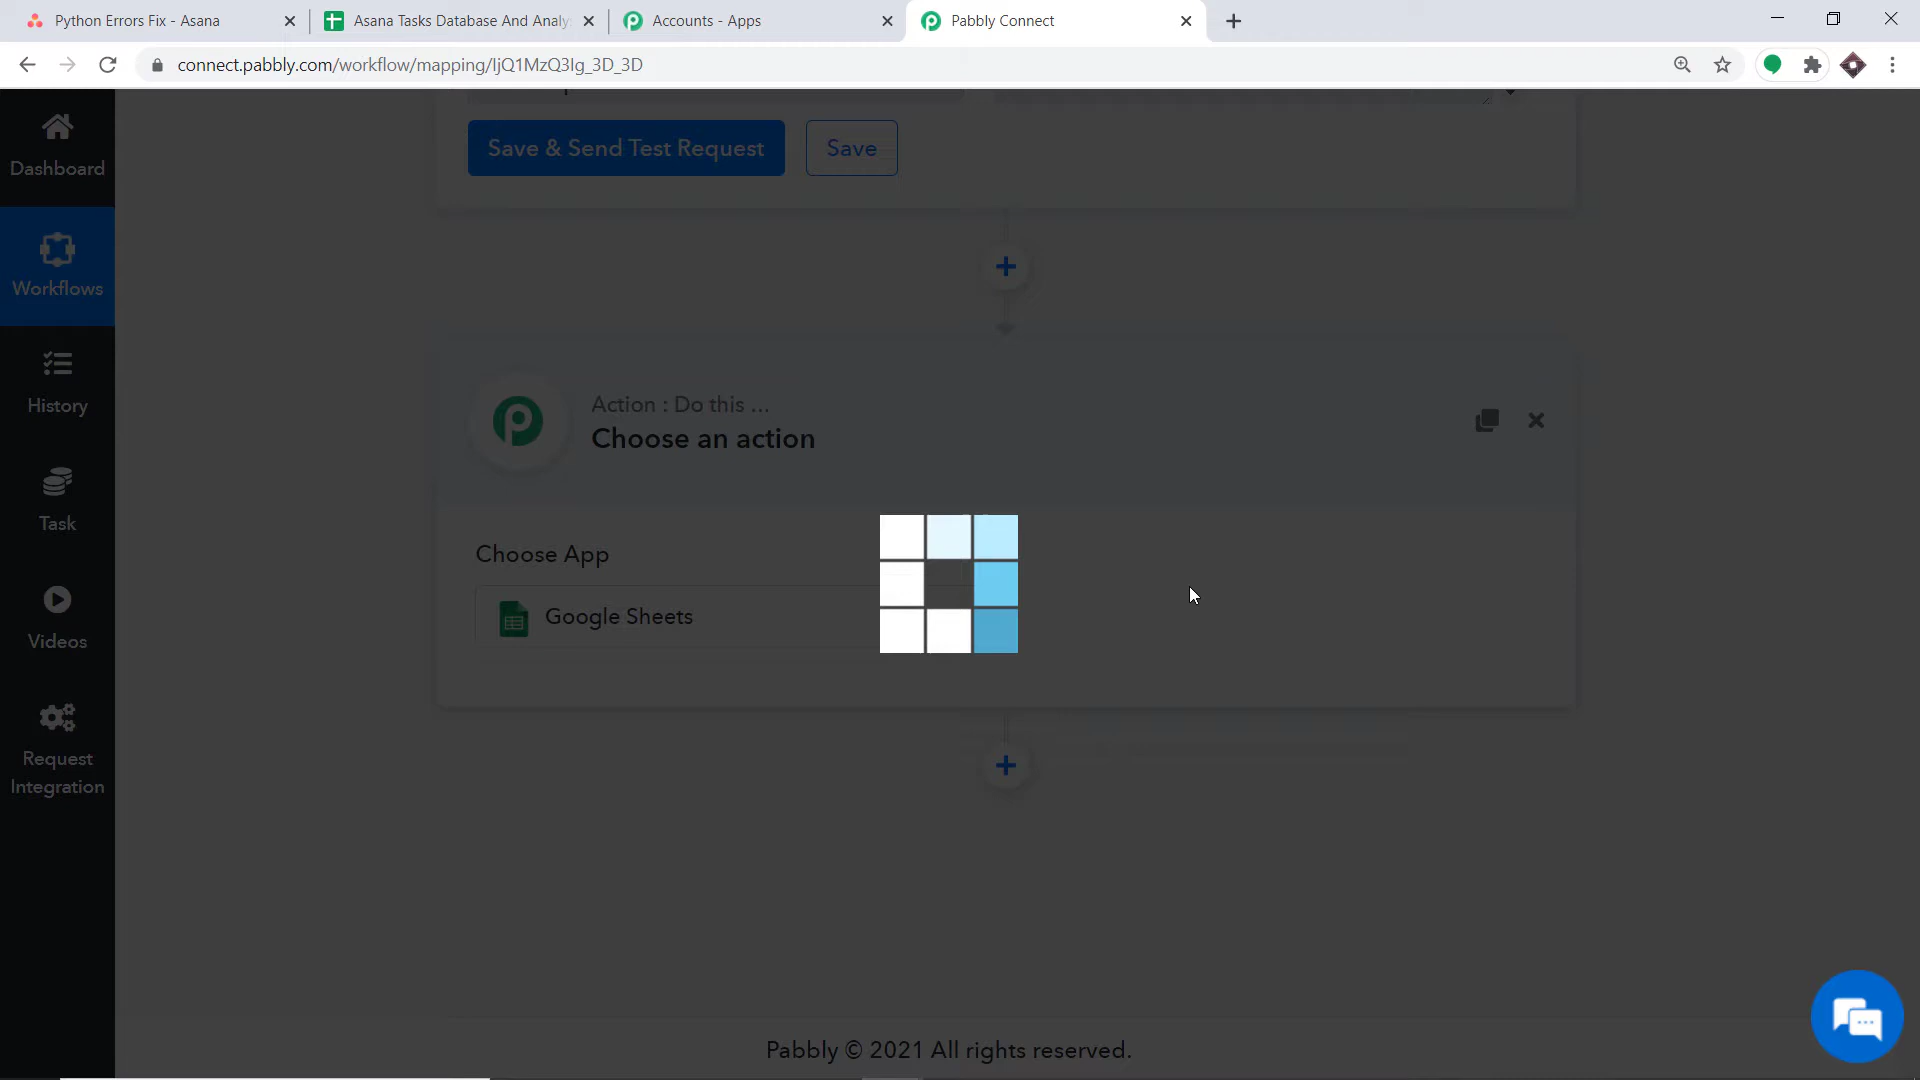 Python Errors Fix - Asana
Asana Tasks Database And Analy
Accounts - Apps
Pabbly Connect
connect.pabbly.com/workflow/mapping/IjQ1MzQ3Ig_3D_3D
Dashboard
Workflows
History
Task
Videos
Request
Integration
Save & Send Test Request
Save
Action : Do this ...
Choose an action
Choose App
Google Sheets
Pabbly © 2021 All rights reserved.